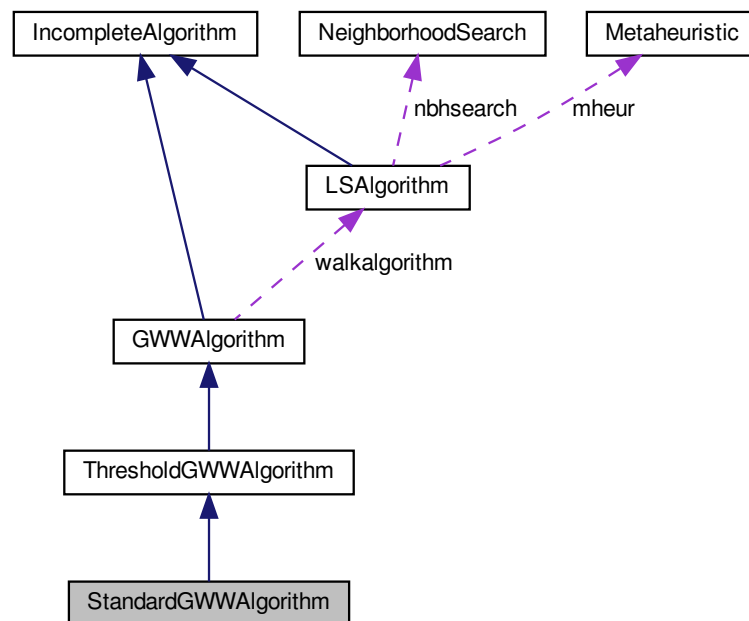 IncompleteAlgorithm
NeighborhoodSearch
Metaheuristic
nbhsearch
mheur
LSAlgorithm
walkalgorithm
GWWAlgorithm
ThresholdGWWAlgorithm
StandardGWWAlgorithm